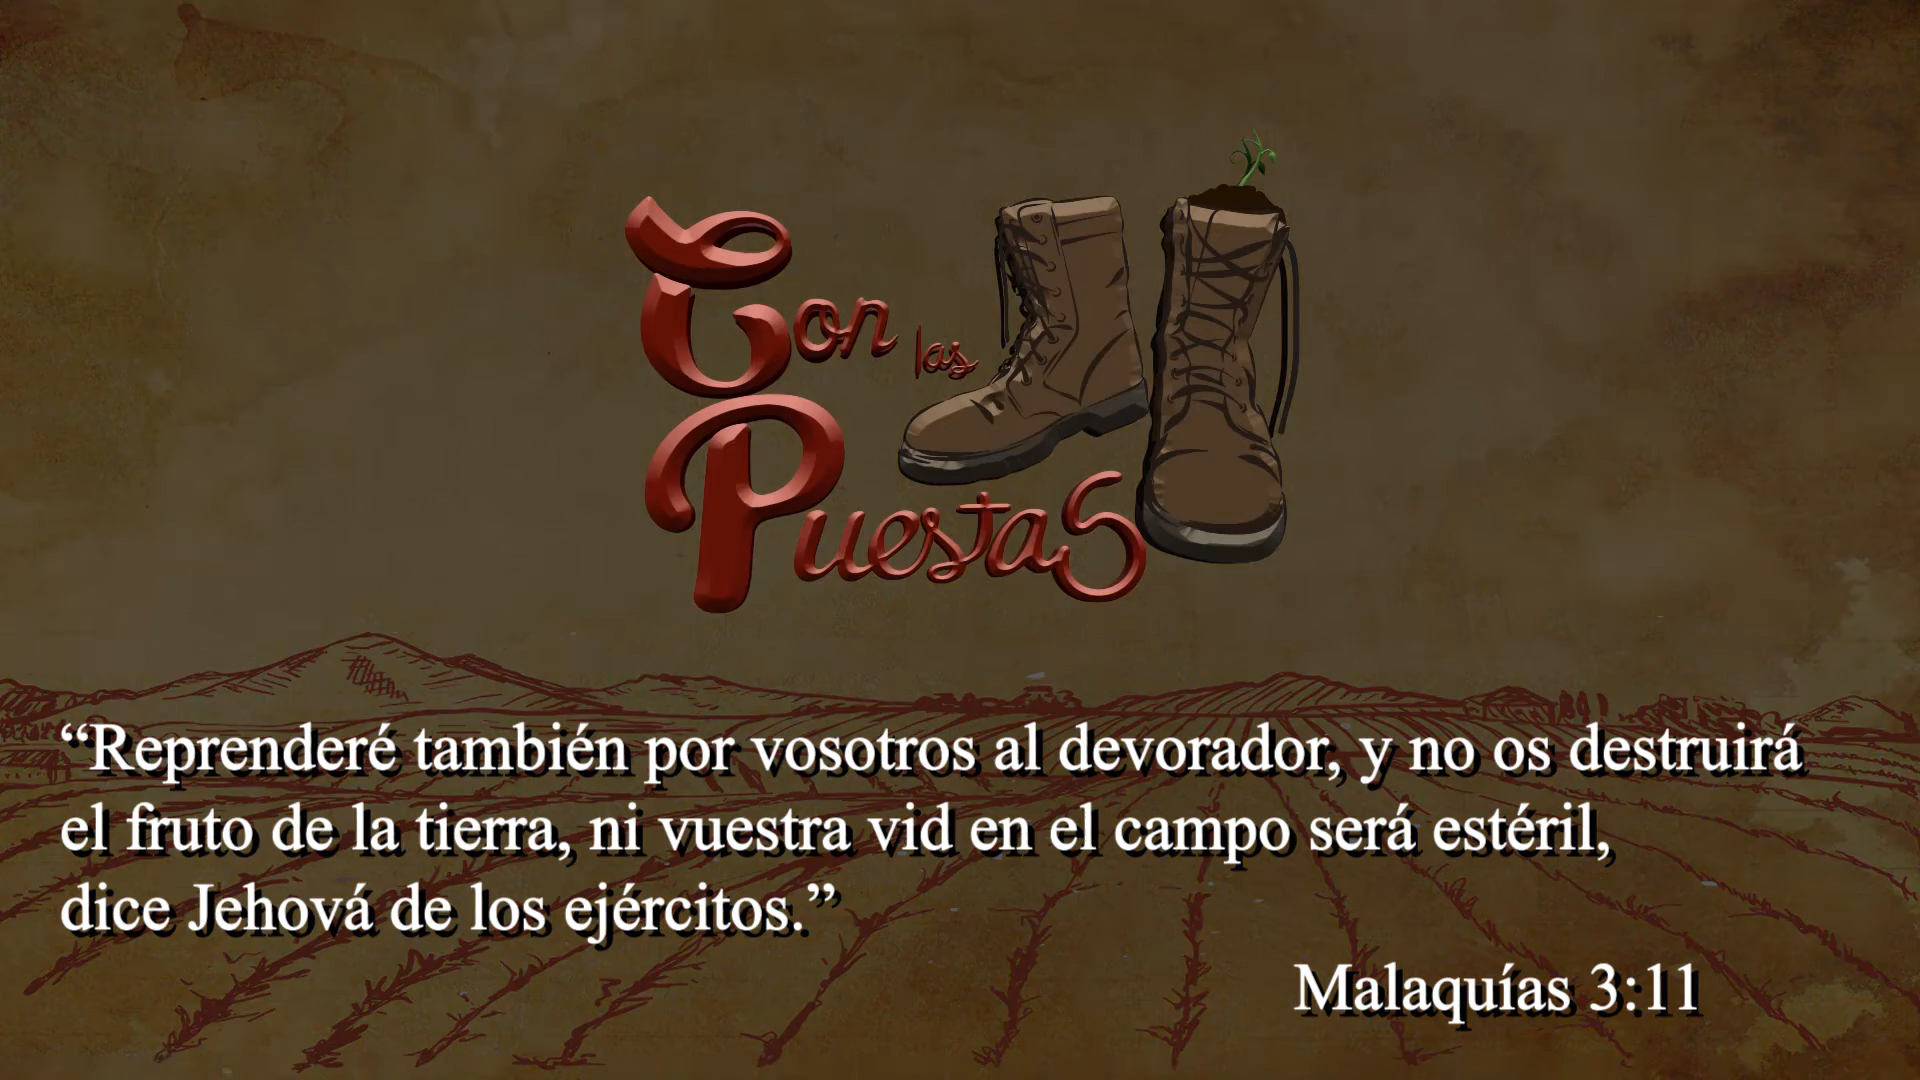 Con las
PuestaS
“Reprenderé también por vosotros al devorador, y no os destruirá
el fruto de la tierra, ni vuestra vid en el campo será estéril,
dice Jehová de los ejércitos.”
Malaquías 3:11